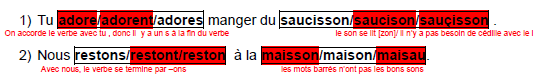 1) Tu adore/adorent/adores manger du saucisson/saucison/sauçisson .
On accorde le verbe avec tu , donc il y a un s à la fin du verbe le son se lit [zon]/ il n'y a pas besoin de cédille avec le i
2) Nous restons/restont/reston à la maisson/maison/maisau.
Avec nous, le verbe se termine par –ons les mots barrés n'ont pas les bons sons